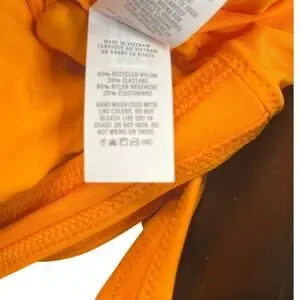 MADE IN VIETNAM
FABRIQUÉ AU VIETNAM
80% RECYCLED NYLON
20% ELASTANE
80% NYLON RÉGÉNÉRÉ
20% ÉLASTHANNE
HAND WASH COLD WITH
LIKE COLORS. DO NOT
BLEACH. LINE DRY IN
SHADE. DO NOT IRON. DO
NOT WRING OR TWIST.